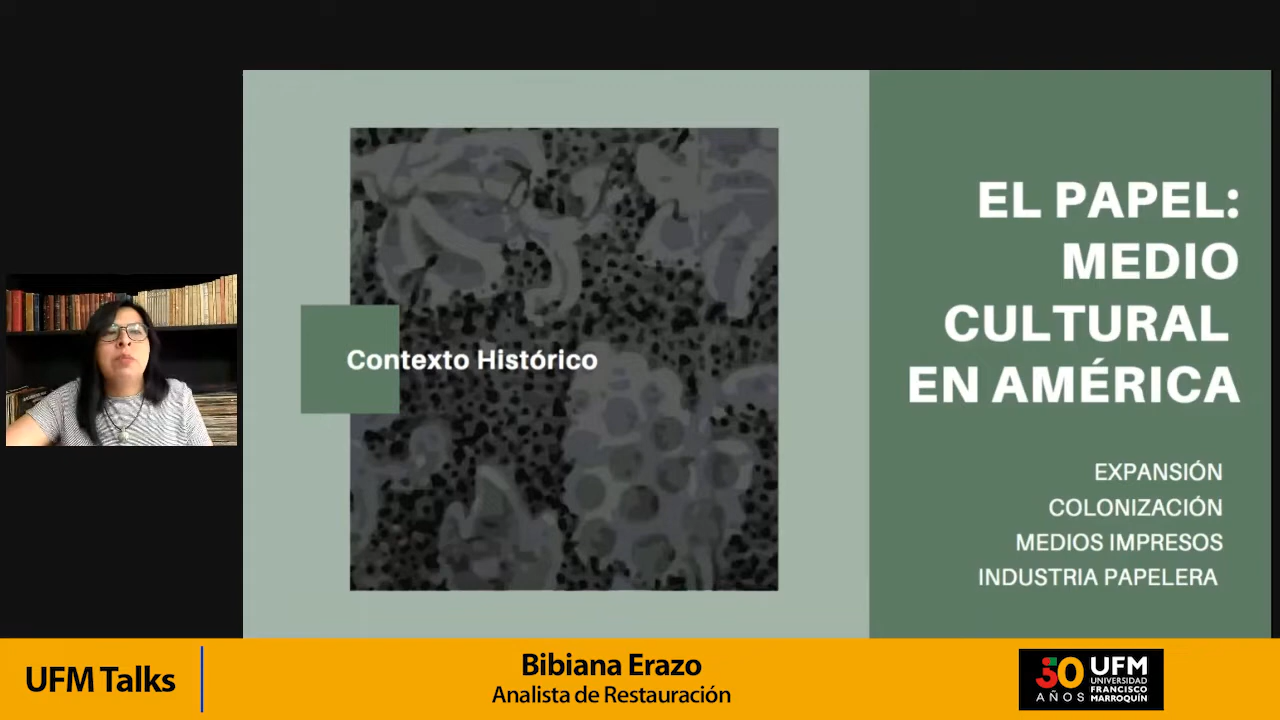 Contexto Histórico
EL PAPEL:
MEDIO
CULTURAL
EN AMÉRICA
EXPANSIÓN
COLONIZACIÓN
MEDIOS IMPRESOS
INDUSTRIA PAPELERA
UFM Talks
Bibiana Erazo
Analista de Restauración
50
AÑOS
UFM
UNIVERSIDAD
FRANCISCO
MARROQUÍN